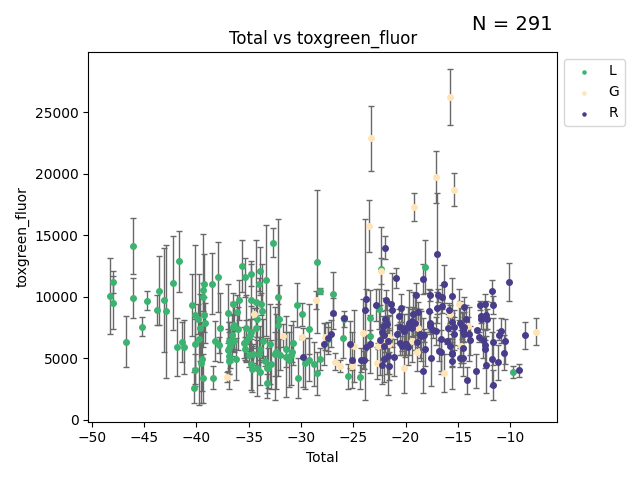 N = 291
Total vs toxgreen_fluor
L
G
R
toxgreen_fluor
25000
20000
15000
10000
5000
0
−50 −45 −40 −35 −30 −25 −20 −15 −10
Total